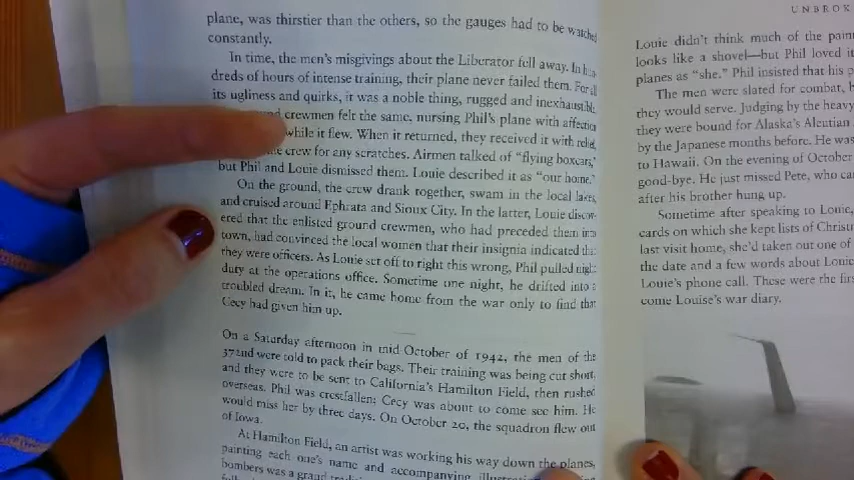 plane, was thirstier than the others, so the gauges had to be watched
constantly.
In time, the men's misgivings about the Liberator fell away. In hun-
dreds of hours of intense training, their plane never failed them. For all
its ugliness and quirks, it was a noble thing, rugged and inexhaustible.
crewmen felt the same, nursing Phil's plane with affection
while it flew. When it returned, they received it with relief,
crew for any scratches. Airmen talked of "flying boxcars,"
but Phil and Louie dismissed them. Louie described it as "our home."
On the ground, the crew drank together, swam in the local lakes,
and cruised around Ephrata and Sioux City. In the latter, Louie discov-
ered that the enlisted ground crewmen, who had preceded them into
town, had convinced the local women that their insignia indicated that
they were officers. As Louie set off to right this wrong, Phil pulled night
duty at the operations office. Sometime one night, he drifted into a
troubled dream. In it, he came home from the war only to find that
Cecy had given him up.
On a Saturday afternoon in mid-October of 1942, the men of the
372nd were told to pack their bags. Their training was being cut short,
and they were to be sent to California's Hamilton Field, then rushed
overseas. Phil was crestfallen; Cecy was about to come see him. He
would miss her by three days. On October 20, the squadron flew out
of Iowa.
At Hamilton Field, an artist was working his way down the planes,
painting each one's name and accompanying
bombers was a grand
UNBROK
Louie didn't think much of the
looks like a shovel—but Phil loved it
planes as "she." Phil insisted that his
The men were slated for combat,
they would serve. Judging by the heavy
they were bound for Alaska's Aleutian
by the Japanese months before. He was
to Hawaii. On the evening of October
good-bye. He just missed Pete, who
after his brother hung up.
Sometime after speaking to Louie,
cards on which she kept lists of
last visit home, she'd taken out one of
the date and a few words about
Louie's phone call. These were the
come Louise's war diary.